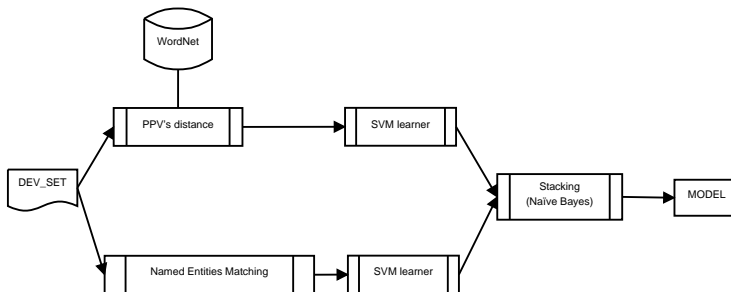 WordNet
PPV's distance
SVM learner
DEV_SET
Stacking
(Naïve Bayes)
MODEL
Named Entities Matching
SVM learner